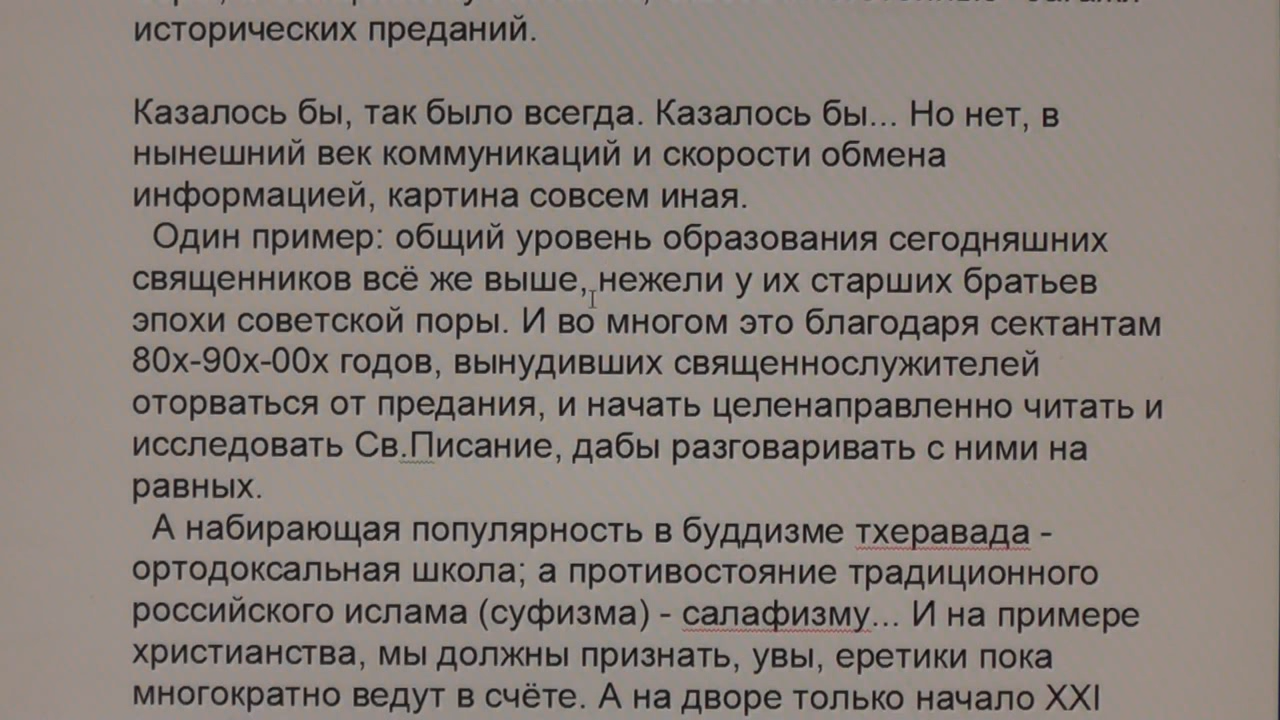 исторических преданий.
Казалось бы, так было всегда. Казалось бы... Но нет, в
нынешний век коммуникаций и скорости обмена
информацией, картина совсем иная.
Один пример: общий уровень образования сегодняшних
священников всё же выше, нежели у их старших братьев
эпохи советской поры. И во многом это благодаря сектантам
80х-90х-00х годов, вынудивших священнослужителей
оторваться от предания, и начать целенаправленно читать и
исследовать Св.Писание, дабы разговаривать с ними на
равных.
А набирающая популярность в буддизме тхеравада -
ортодоксальная школа; а противостояние традиционного
российского ислама (суфизма) - салафизму... И на примере
христианства, мы должны признать, увы, еретики пока
многократно ведут в счёте. А на дворе только начало XXI